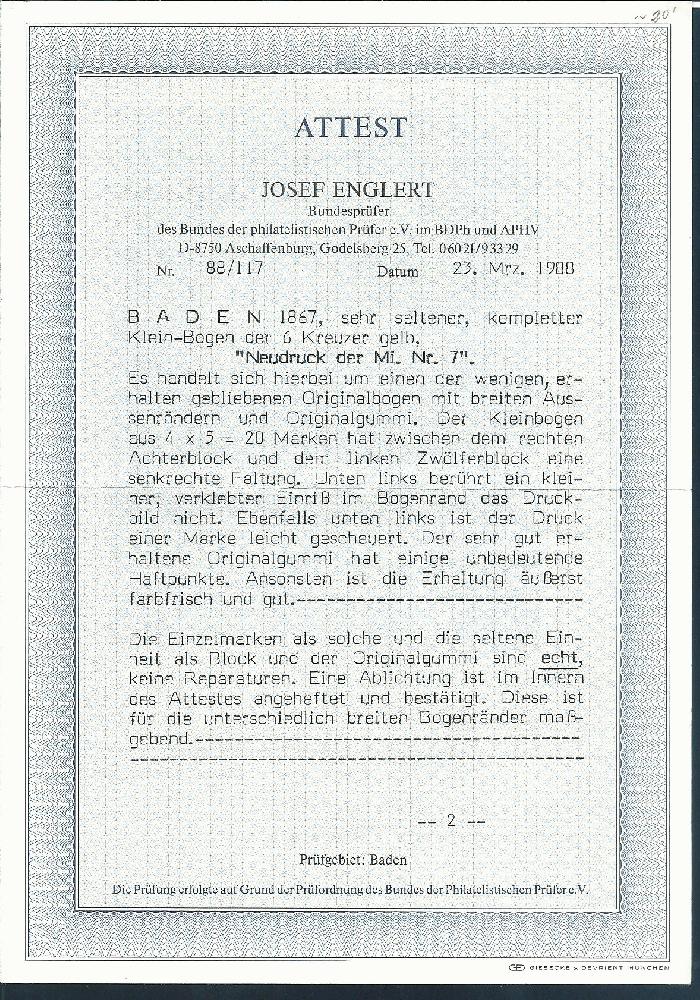 ~ 20'
ATTEST
JOSEF ENGLERT
Bundesprüfer
des Bundes der philatelistischen Prüfer e.V. im BDPh und APHV
D-8750 Aschaffenburg, Godelsberg 25, Tel. 06021/93329
Nr. 88/117 Datum 23. Mrz. 1988
B A D E N 1867, sehr seltener, kompletter
Klein-Bogen der 6 Kreuzer gelb,
"Neudruck der Mi. Nr. 7".
Es handelt sich hierbei um einen der wenigen, er-
halten gebliebenen Originalbogen mit breiten Aus-
senrändern und Originalgummi. Der Kleinbogen
aus 4 x 5 = 20 Marken hat zwischen dem rechten
Achterblock und dem linken Zwölferblock eine
senkrechte Faltung. Unten links berührt ein klei-
ner, verklebter Einriß im Bogenrand das Druck-
bild nicht. Ebenfalls unten links ist der Druck
einer Marke leicht gescheuert. Der sehr gut er-
haltene Originalgummi hat einige unbedeutende
Haftpunkte. Ansonsten ist die Erhaltung äußerst
farbfrisch und gut.-----------------------------
Die Einzelmarken als solche und die seltene Ein-
heit als Block und der Originalgummi sind echt,
keine Reparaturen. Eine Ablichtung ist im Innern
des Attestes angeheftet und bestätigt. Diese ist
für die unterschiedlich breiten Bogenränder maß-
gebend.---------------------------------------
----------------------------------------------
-- 2 --
Prüfgebiet: Baden
Die Prüfung erfolgte auf Grund der Prüfordnung des Bundes der Philatelistischen Prüfer e.V.
GIESECKE & DEVRIENT MÜNCHEN